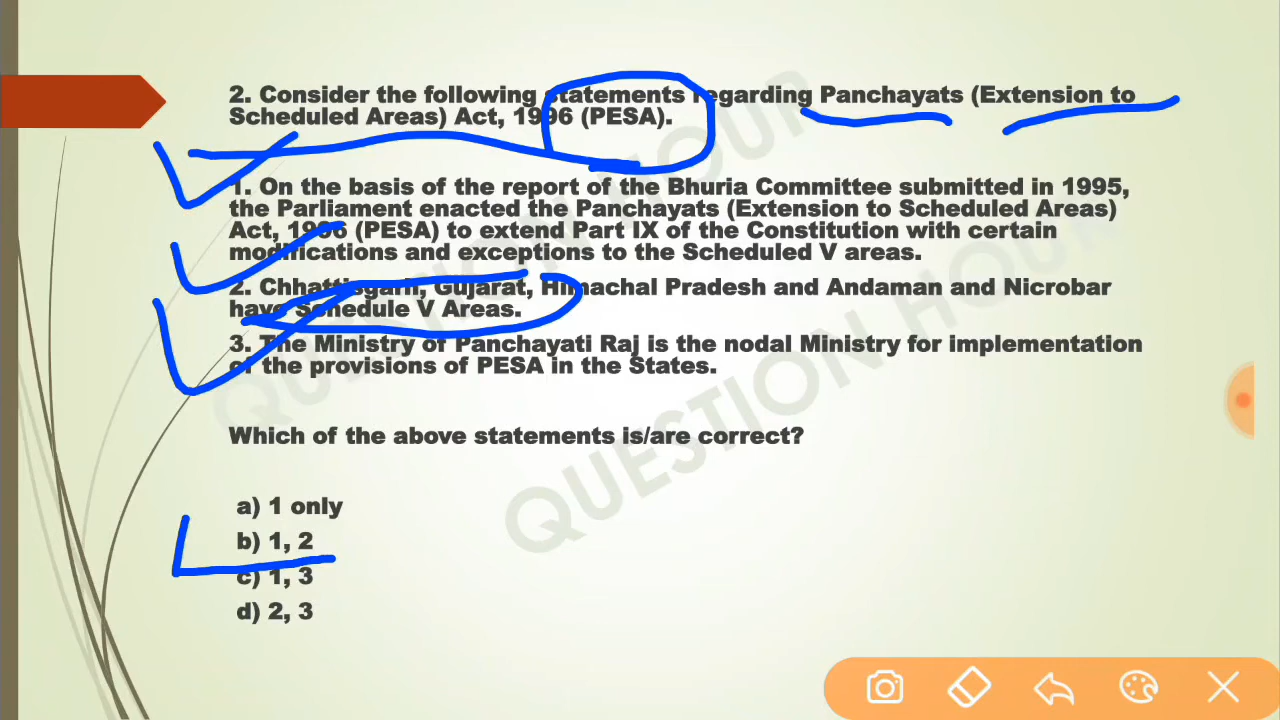 2. Consider the following statements regarding Panchayats (Extension to
Scheduled Areas) Act, 1996 (PESA).
1. On the basis of the report of the Bhuria Committee submitted in 1995,
the Parliament enacted the Panchayats (Extension to Scheduled Areas)
Act, 1996 (PESA) to extend Part IX of the Constitution with certain
modifications and exceptions to the Scheduled V areas.
2. Chhattisgarh, Gujarat, Himachal Pradesh and Andaman and Nicrobar
have Schedule V Areas.
3. The Ministry of Panchayati Raj is the nodal Ministry for implementation
of the provisions of PESA in the States.
Which of the above statements is/are correct?
a) 1 only
b) 1, 2
c) 1, 3
d) 2, 3
QUESTION HOUR
QUESTION HOUR